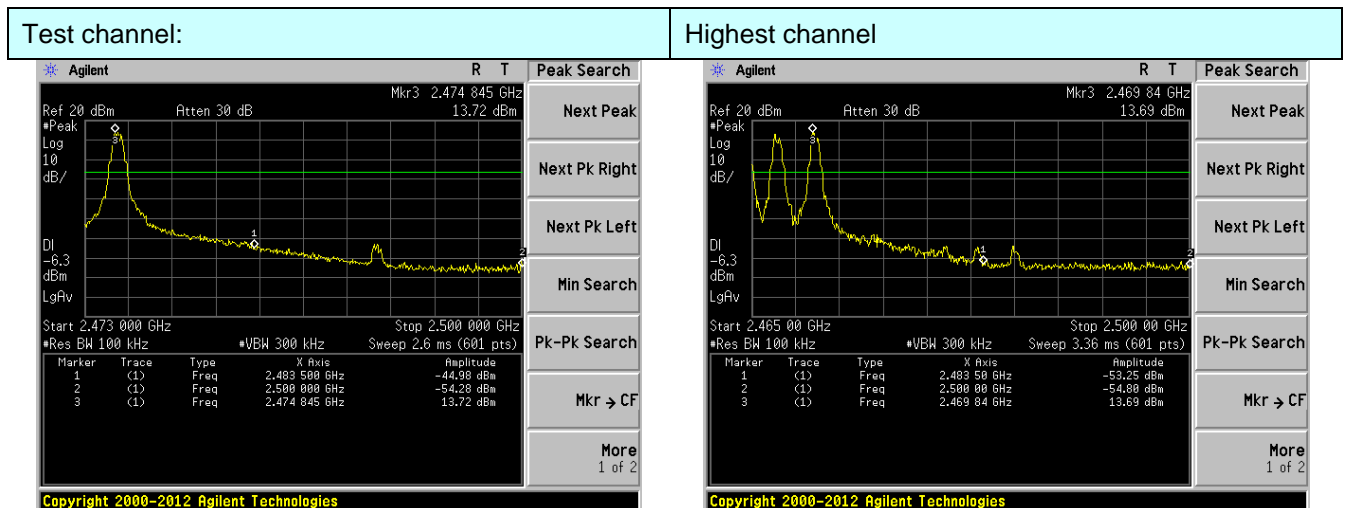 Test channel: Highest channel
Agilent R T Peak Search
Mkr3 2.474 845 GHz
Ref 20 dBm Atten 30 dB 13.72 dBm
#Peak
Log
10
dB/
3
1
2
DI
-6.3
dBm
LgAv
Start 2.473 000 GHz Stop 2.500 000 GHz
#Res BW 100 kHz #VBW 300 kHz Sweep 2.6 ms (601 pts)
Marker Trace Type X Axis Amplitude
1 (1) Freq 2.483 500 GHz -44.98 dBm
2 (1) Freq 2.500 000 GHz -54.28 dBm
3 (1) Freq 2.474 845 GHz 13.72 dBm
Next Peak
Next Pk Right
Next Pk Left
Min Search
Pk-Pk Search
Mkr → CF
More
1 of 2
Copyright 2000-2012 Agilent Technologies
Agilent R T Peak Search
Mkr3 2.469 84 GHz
Ref 20 dBm Atten 30 dB 13.69 dBm
#Peak
Log
10
dB/
3
1
2
DI
-6.3
dBm
LgAv
Start 2.465 00 GHz Stop 2.500 00 GHz
#Res BW 100 kHz #VBW 300 kHz Sweep 3.36 ms (601 pts)
Marker Trace Type X Axis Amplitude
1 (1) Freq 2.483 50 GHz -53.25 dBm
2 (1) Freq 2.500 00 GHz -54.80 dBm
3 (1) Freq 2.469 84 GHz 13.69 dBm
Next Peak
Next Pk Right
Next Pk Left
Min Search
Pk-Pk Search
Mkr → CF
More
1 of 2
Copyright 2000-2012 Agilent Technologies